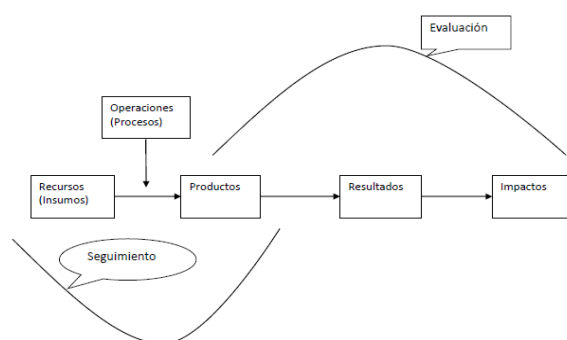 Evaluación
Operaciones
(Procesos)
Recursos
(Insumos)
Productos
Resultados
Impactos
Seguimiento